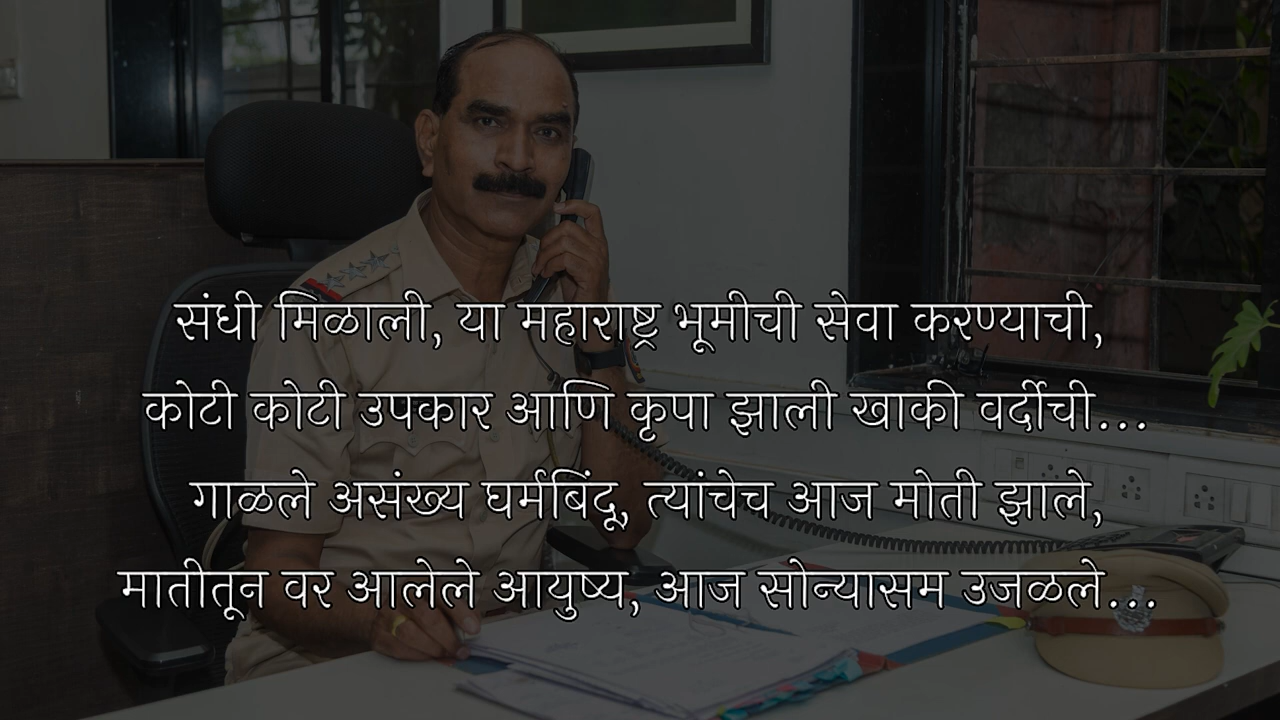 संधी मिळाली, या महाराष्ट्र भूमीची सेवा करण्याची,
कोटी कोटी उपकार आणि कृपा झाली खाकी वर्दीची...
गाळले असंख्य घर्मबिंदू, त्यांचेच आज मोती झाले,
मातीतून वर आलेले आयुष्य, आज सोन्यासम उजळले...